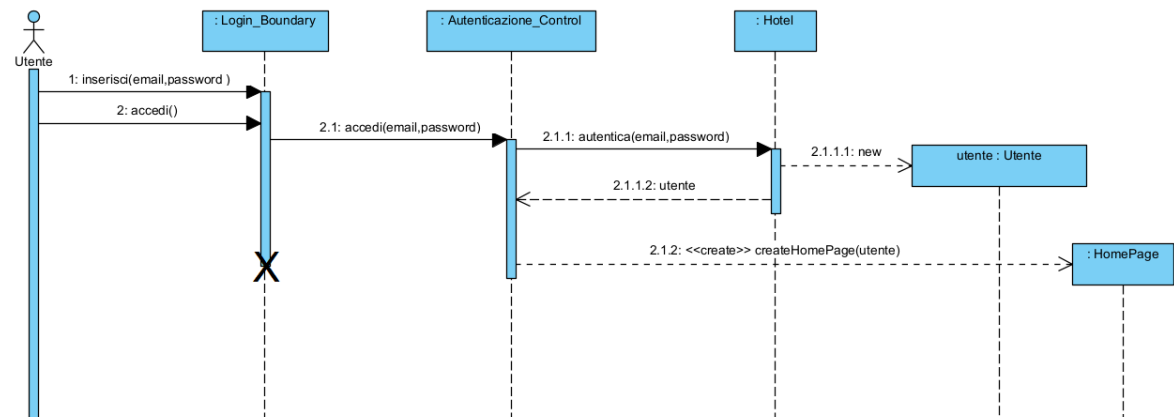 Utente
: Login_Boundary
: Autenticazione_Control
: Hotel
1: inserisci(email,password )
2: accedi()
2.1: accedi(email,password)
2.1.1: autentica(email,password)
2.1.1.1: new
utente : Utente
2.1.1.2: utente
2.1.2: <<create>> createHomePage(utente)
: HomePage